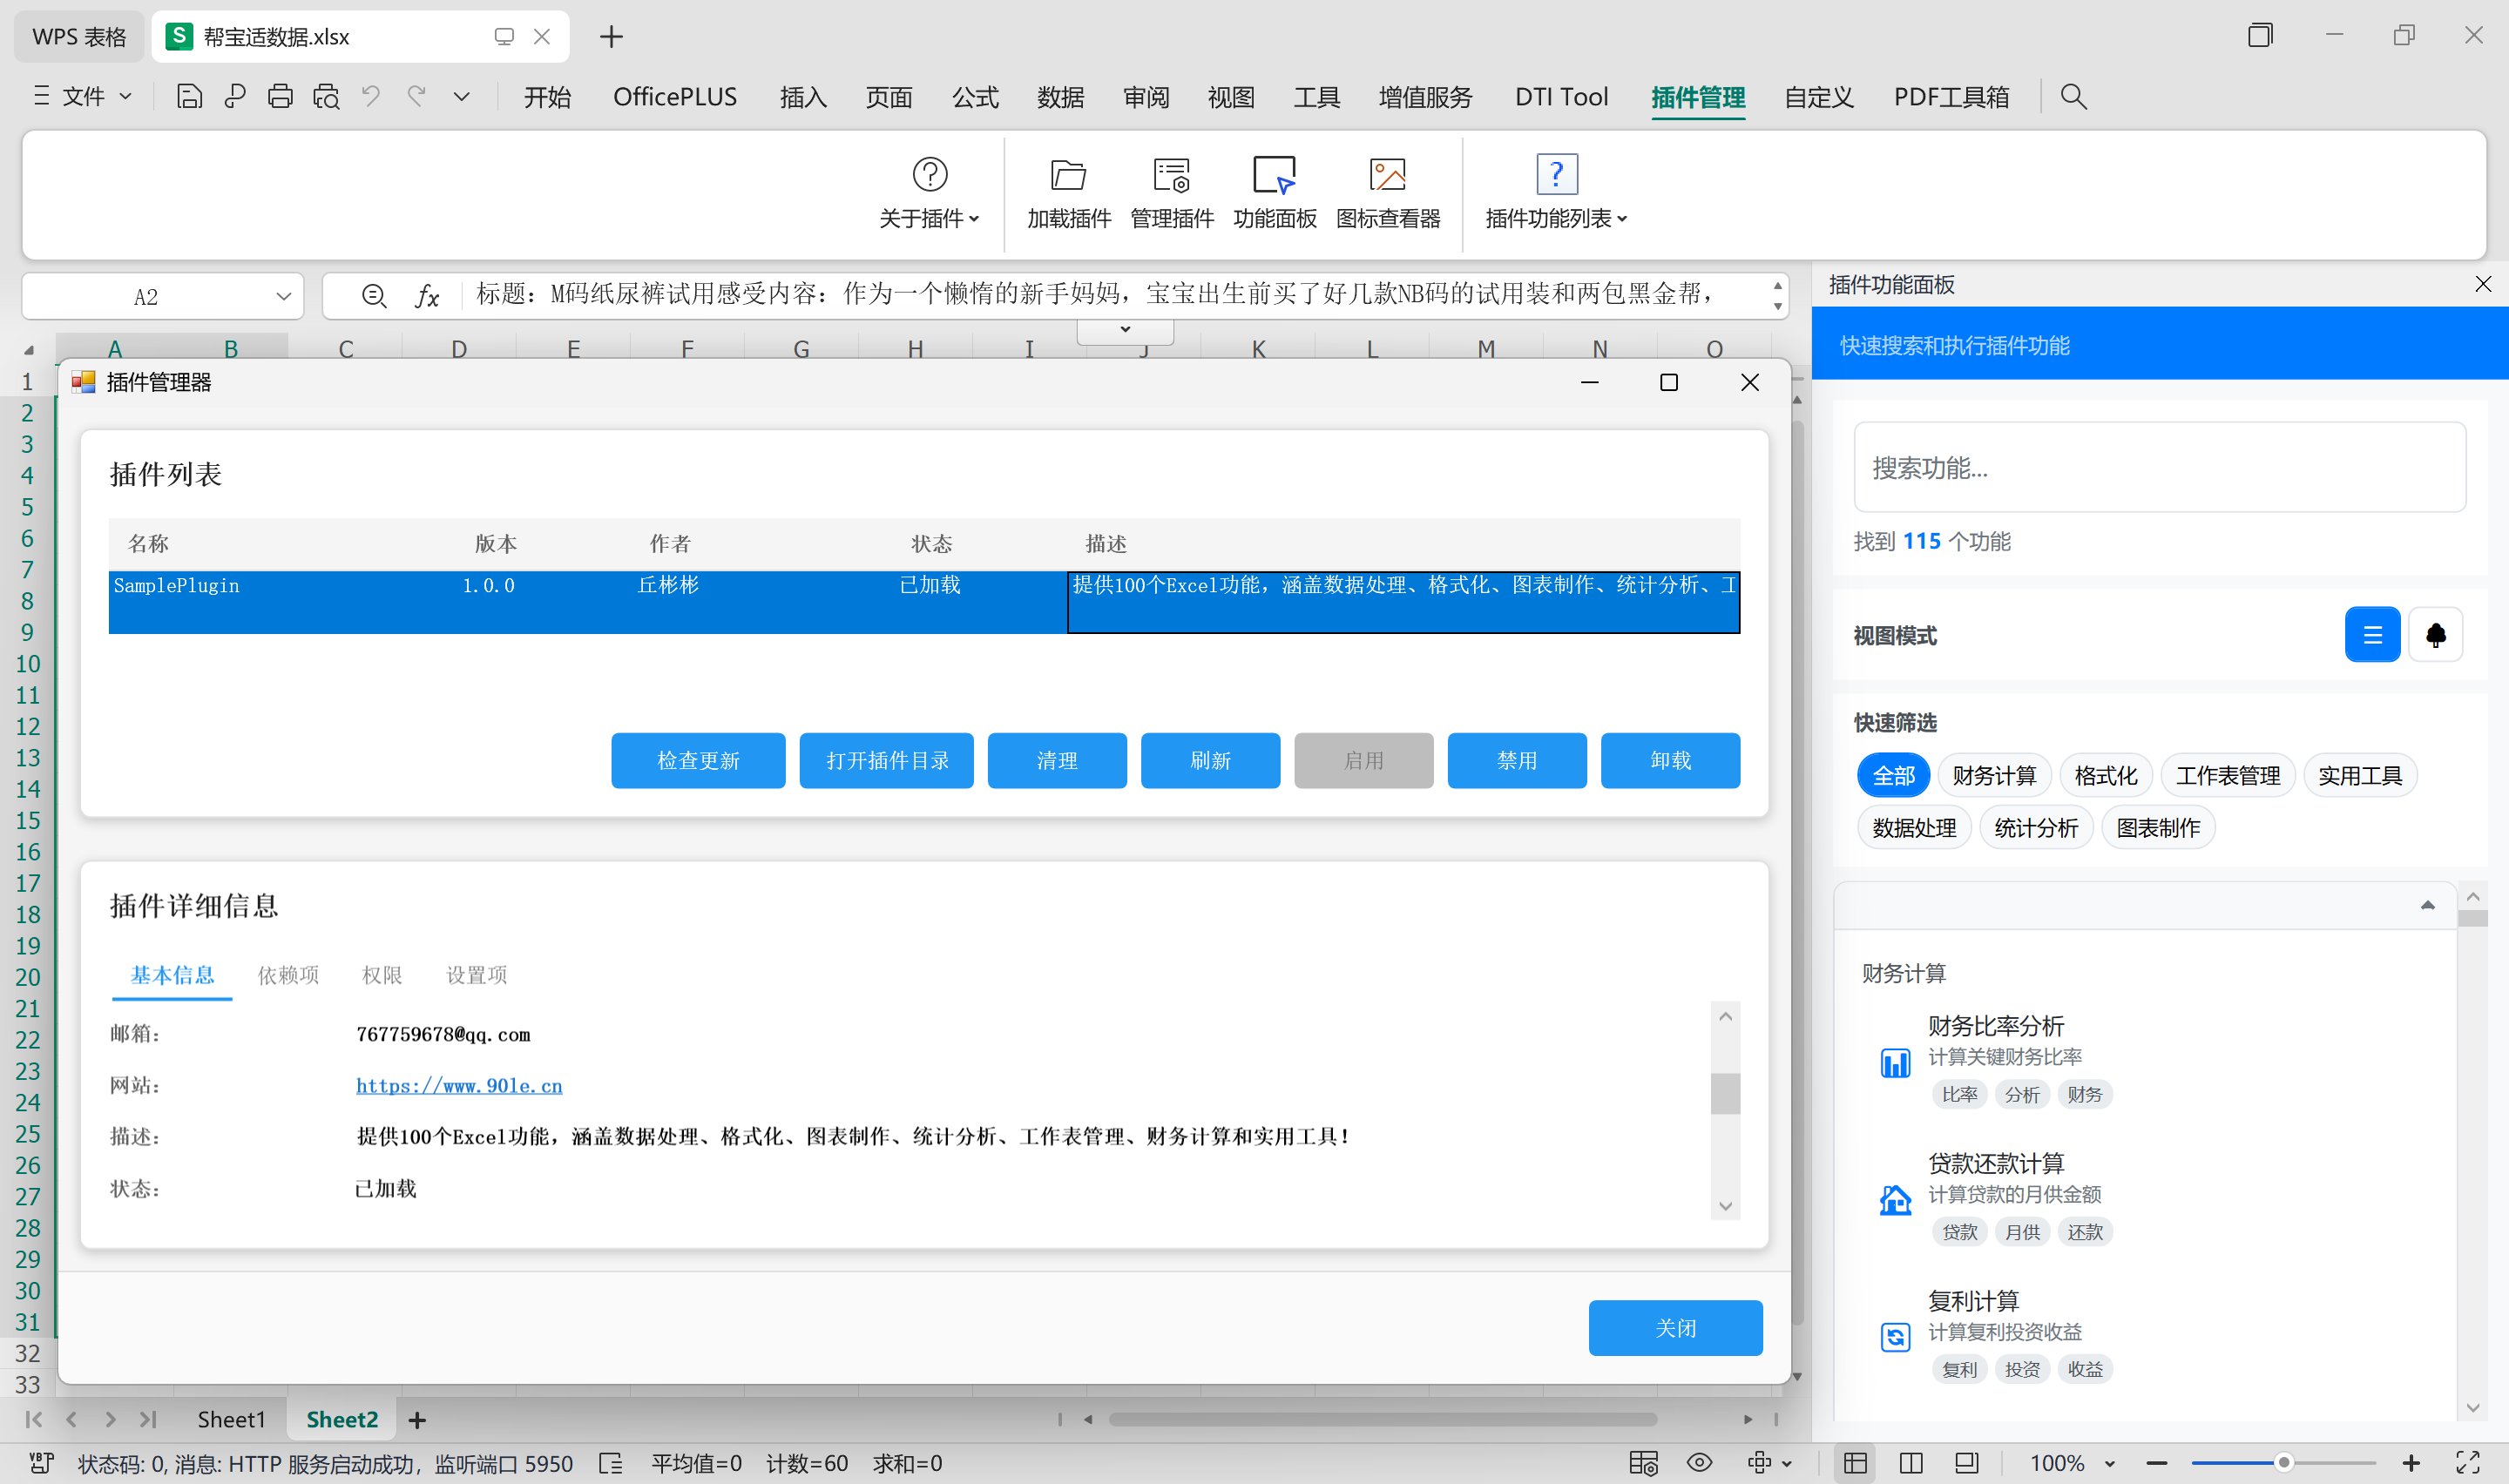 WPS 表格
帮宝适数据.xlsx
文件
开始 OfficePLUS 插入 页面 公式 数据 审阅 视图 工具 增值服务 DTI Tool 插件管理 自定义 PDF工具箱
关于插件 加载插件 管理插件 功能面板 图标查看器 插件功能列表
A2
fx 标题：M码纸尿裤试用感受内容：作为一个懒惰的新手妈妈，宝宝出生前买了好几款NB码的试用装和两包黑金帮，
A B C D E F G H I J K L M N O
1
2
3
4
5
6
7
8
9
10
11
12
13
14
15
16
17
18
19
20
21
22
23
24
25
26
27
28
29
30
31
32
33
插件管理器
插件列表
名称 版本 作者 状态 描述
SamplePlugin 1.0.0 丘彬彬 已加载 提供100个Excel功能，涵盖数据处理、格式化、图表制作、统计分析、工
检查更新 打开插件目录 清理 刷新 启用 禁用 卸载
插件详细信息
基本信息 依赖项 权限 设置项
邮箱： 767759678@qq.com
网站： https://www.90le.cn
描述： 提供100个Excel功能，涵盖数据处理、格式化、图表制作、统计分析、工作表管理、财务计算和实用工具！
状态： 已加载
关闭
插件功能面板
快速搜索和执行插件功能
搜索功能...
找到 115 个功能
视图模式
快速筛选
全部 财务计算 格式化 工作表管理 实用工具
数据处理 统计分析 图表制作
财务计算
财务比率分析
计算关键财务比率
比率 分析 财务
贷款还款计算
计算贷款的月供金额
贷款 月供 还款
复利计算
计算复利投资收益
复利 投资 收益
Sheet1 Sheet2
状态码: 0, 消息: HTTP 服务启动成功，监听端口 5950 平均值=0 计数=60 求和=0 100%